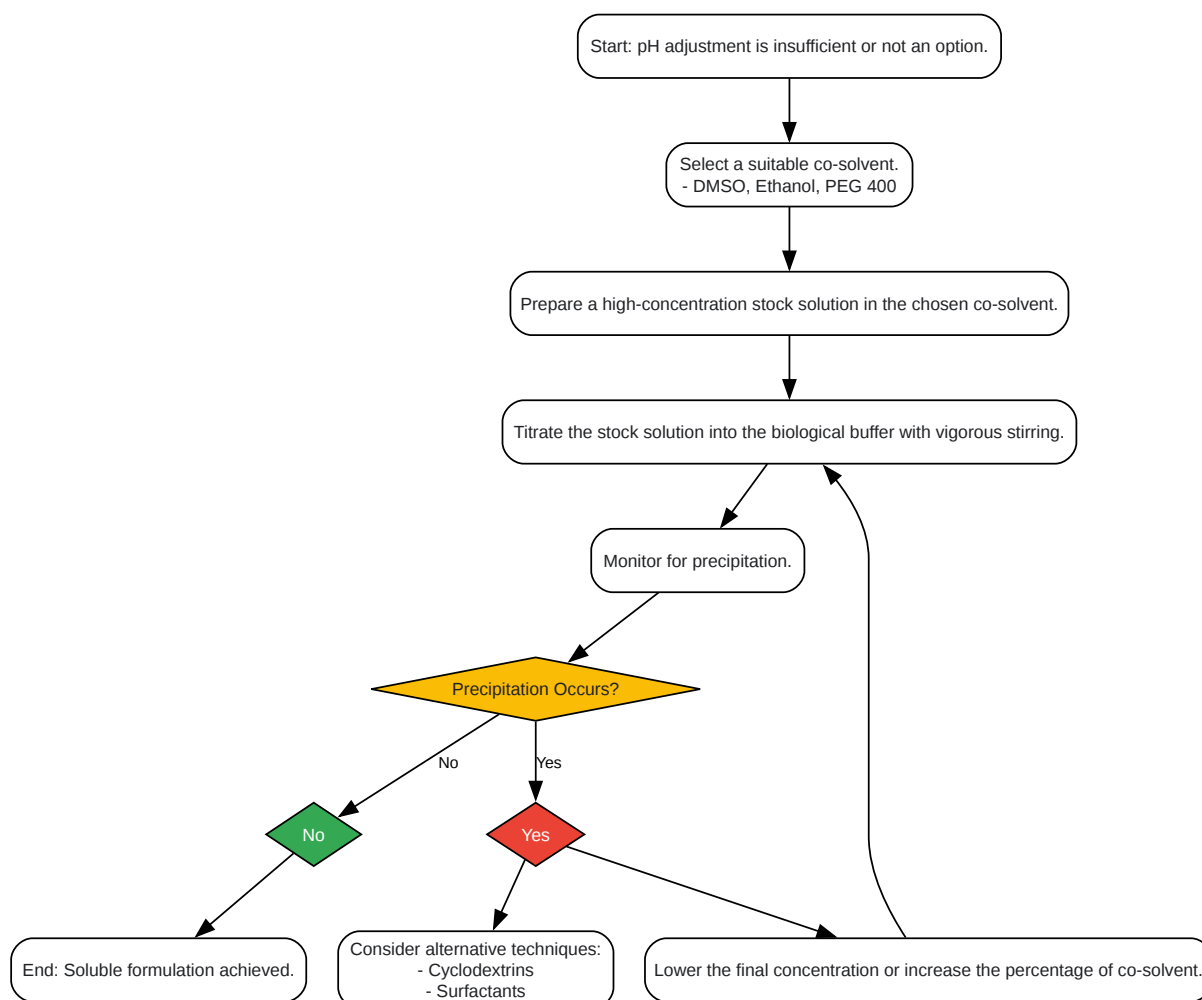 Start: pH adjustment is insufficient or not an option.
Select a suitable co-solvent.
- DMSO, Ethanol, PEG 400
Prepare a high-concentration stock solution in the chosen co-solvent.
Titrate the stock solution into the biological buffer with vigorous stirring.
Monitor for precipitation.
Precipitation Occurs?
No
Yes
No
Yes
End: Soluble formulation achieved.
Consider alternative techniques:
- Cyclodextrins
- Surfactants
Lower the final concentration or increase the percentage of co-solvent.